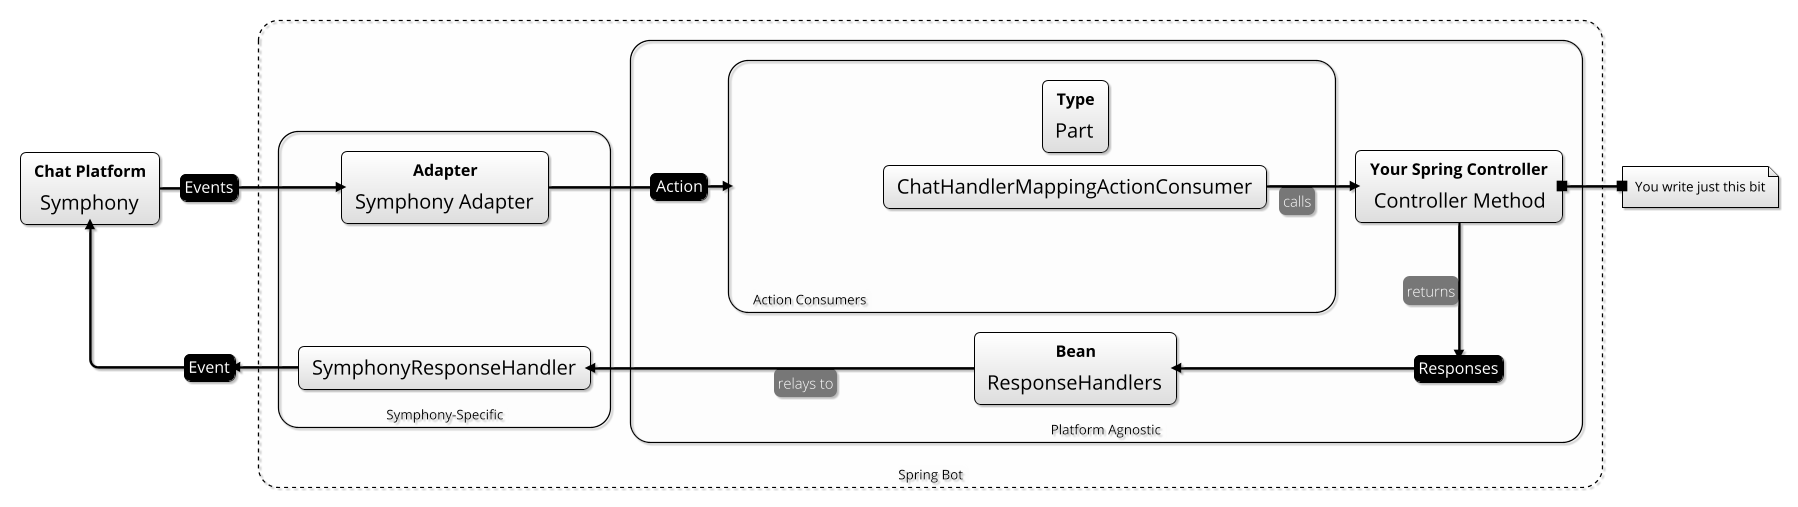 Chat Platform
Symphony
Events
Adapter
Symphony Adapter
Action
Type
Part
ChatHandlerMappingActionConsumer
calls
Your Spring Controller
Controller Method
You write just this bit
Action Consumers
returns
Responses
Bean
ResponseHandlers
relays to
SymphonyResponseHandler
Event
Symphony-Specific
Platform Agnostic
Spring Bot